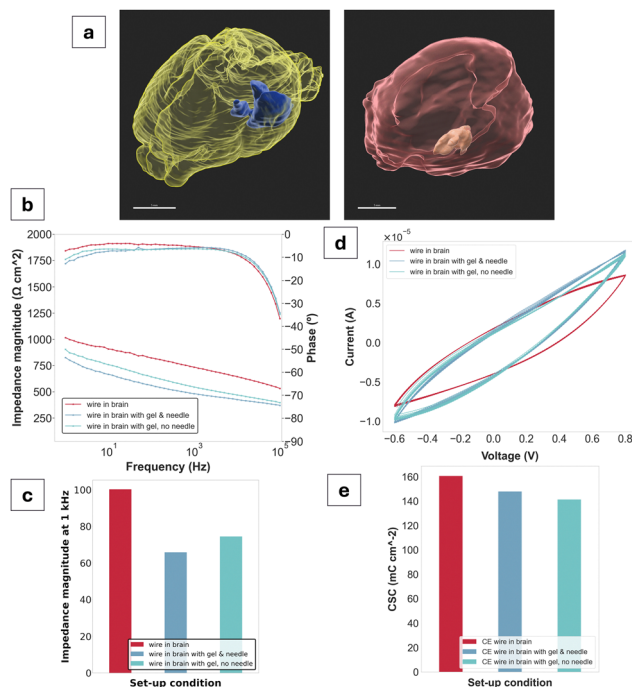 a
b
2000
1750
1500
1250
1000
750
500
250
Impedance magnitude (Ω cm^2)
0
−10
−20
−30
−40
−50
−60
−70
−80
−90
Phase (º)
wire in brain
wire in brain with gel & needle
wire in brain with gel, no needle
10^1
10^3
10^5
Frequency (Hz)
d
×10^-5
1.0
0.5
0.0
−0.5
−1.0
Current (A)
wire in brain
wire in brain with gel & needle
wire in brain with gel, no needle
−0.6
−0.4
−0.2
0.0
0.2
0.4
0.6
0.8
Voltage (V)
c
100
80
60
40
20
0
Impedance magnitude at 1 kHz
wire in brain
wire in brain with gel & needle
wire in brain with gel, no needle
Set-up condition
e
160
140
120
100
80
60
40
20
0
CSC (mC cm^-2)
CE wire in brain
CE wire in brain with gel & needle
CE wire in brain with gel, no needle
Set-up condition